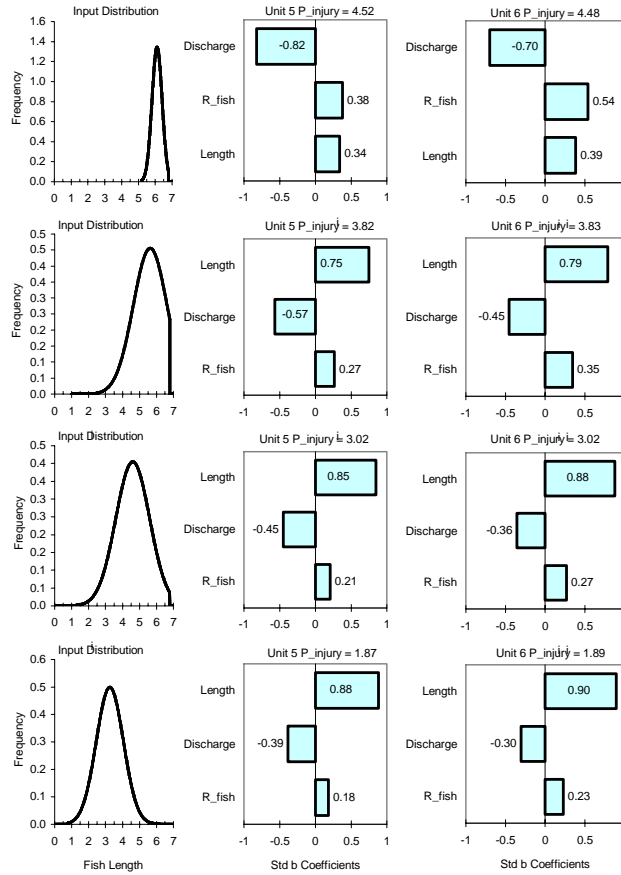 Input Distribution
Frequency
1.6
1.4
1.2
1.0
0.8
0.6
0.4
0.2
0.0
0 1 2 3 4 5 6 7
Unit 5 P_injury = 4.52
Discharge
-0.82
R_fish
0.38
Length
0.34
-1 -0.5 0 0.5 1
Unit 6 P_injury = 4.48
Discharge
-0.70
R_fish
0.54
Length
0.39
-1 -0.5 0 0.5 1
Input Distribution
Frequency
0.5
0.5
0.4
0.4
0.3
0.3
0.2
0.2
0.1
0.1
0.0
0 1 2 3 4 5 6 7
Unit 5 P_injury = 3.82
Length
0.75
Discharge
-0.57
R_fish
0.27
-1 -0.5 0 0.5 1
Unit 6 P_injury = 3.83
Length
0.79
Discharge
-0.45
R_fish
0.35
-1 -0.5 0 0.5 1
Input Distribution
Frequency
0.5
0.4
0.4
0.3
0.3
0.2
0.2
0.1
0.1
0.0
0 1 2 3 4 5 6 7
Unit 5 P_injury = 3.02
Length
0.85
Discharge
-0.45
R_fish
0.21
-1 -0.5 0 0.5 1
Unit 6 P_injury = 3.02
Length
0.88
Discharge
-0.36
R_fish
0.27
-1 -0.5 0 0.5 1
Input Distribution
Frequency
0.6
0.5
0.4
0.3
0.2
0.1
0.0
0 1 2 3 4 5 6 7
Fish Length
Unit 5 P_injury = 1.87
Length
0.88
Discharge
-0.39
R_fish
0.18
-1 -0.5 0 0.5 1
Std b Coefficients
Unit 6 P_injury = 1.89
Length
0.90
Discharge
-0.30
R_fish
0.23
-1 -0.5 0 0.5 1
Std b Coefficients